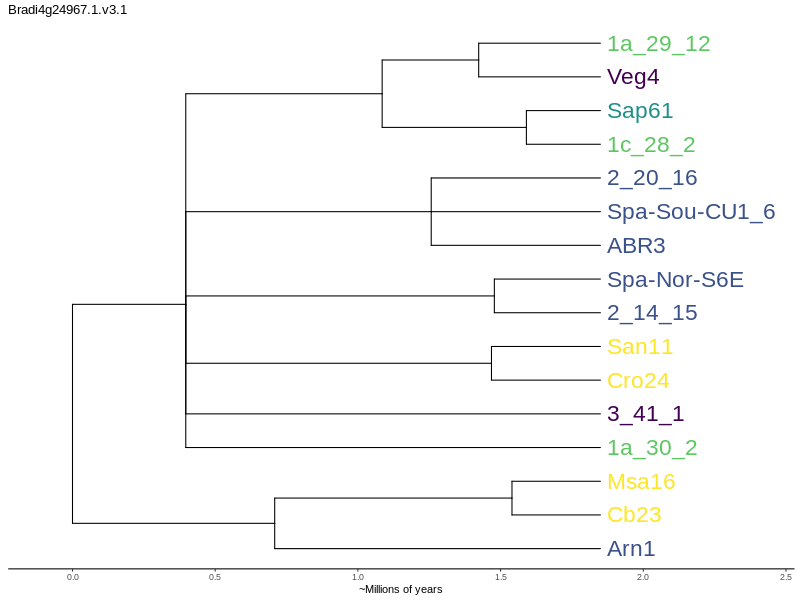 Bradi4g24967.1.v3.1
1a_29_12
Veg4
Sap61
1c_28_2
2_20_16
Spa-Sou-CU1_6
ABR3
Spa-Nor-S6E
2_14_15
San11
Cro24
3_41_1
1a_30_2
Msa16
Cb23
Arn1
0.0 0.5 1.0 1.5 2.0 2.5
~Millions of years